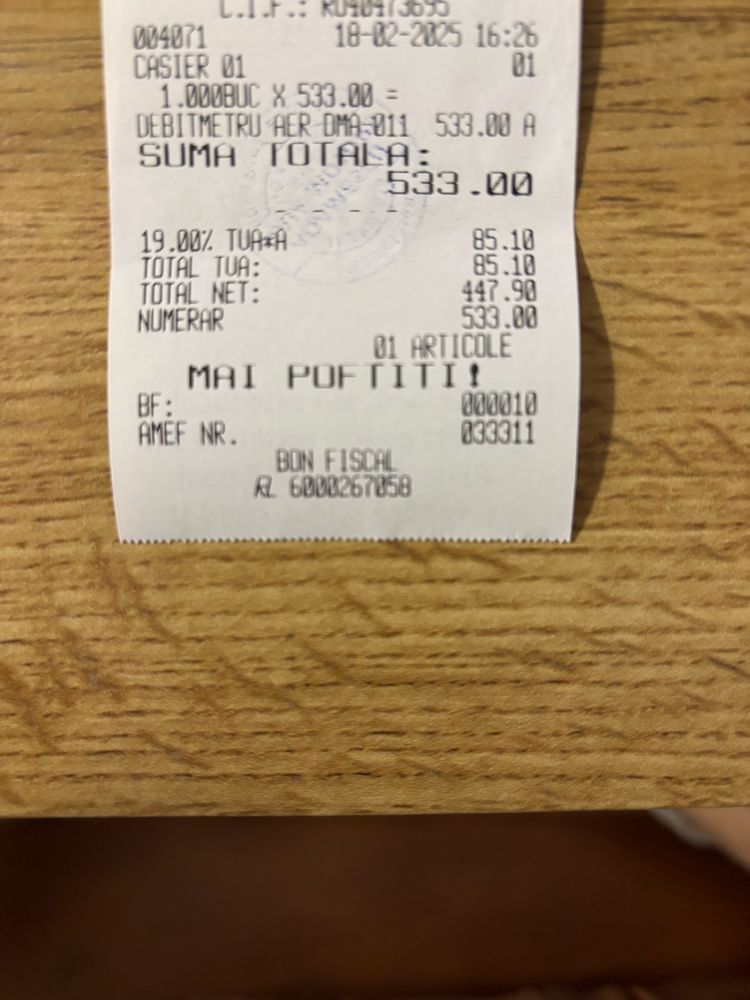 C.I.F.: RO40473695
004071 18-02-2025 16:26
CASIER 01 01
1.000BUC X 533.00 =
DEBITMETRU AER DMA-011 533.00 A
SUMA TOTALA:
533.00
- - - - -
19.00% TVA*A 85.10
TOTAL TVA: 85.10
TOTAL NET: 447.90
NUMERAR 533.00
01 ARTICOLE
MAI POFTITI!
BF: 000010
AMEF NR. 033311
BON FISCAL
6000267058